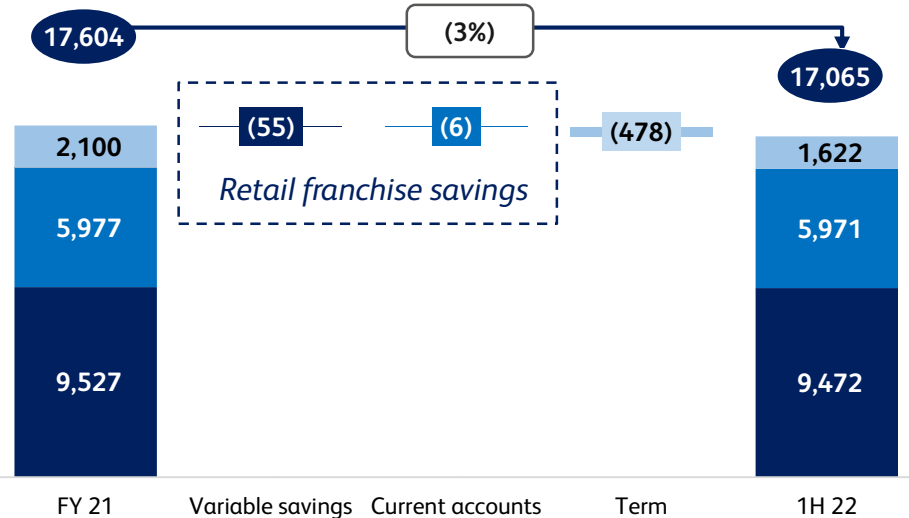 17,604
(3%)
17,065
(55)
(6)
(478)
Retail franchise savings
2,100
5,977
9,527
1,622
5,971
9,472
FY 21
Variable savings
Current accounts
Term
1H 22